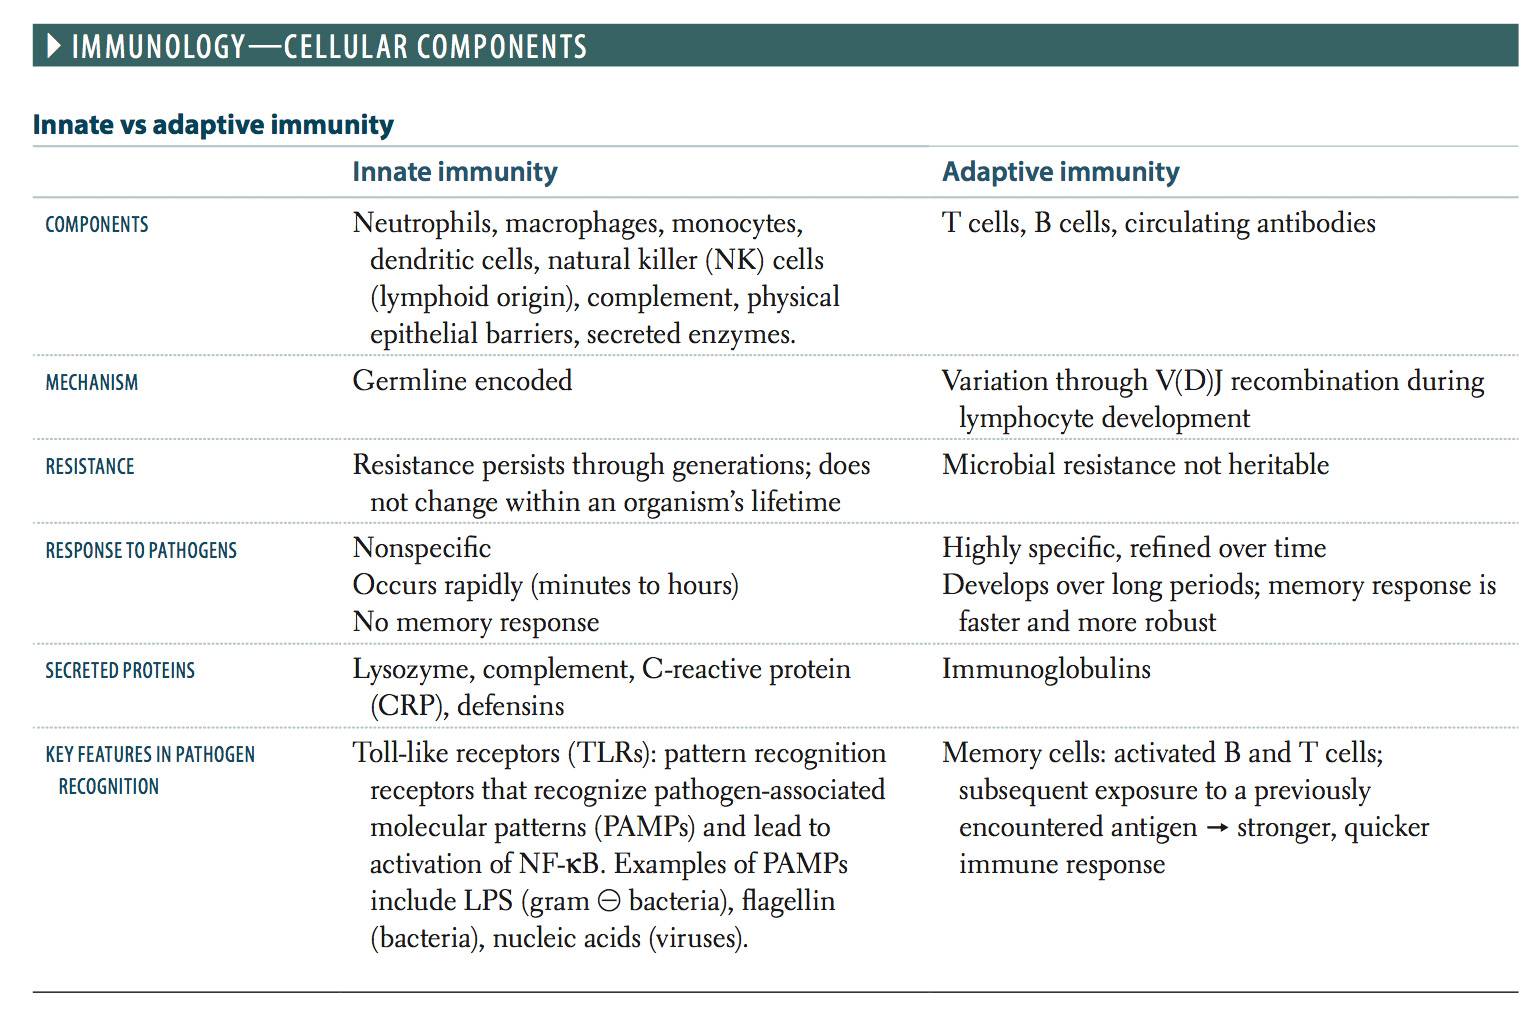 ▶ IMMUNOLOGY—CELLULAR COMPONENTS
Innate vs adaptive immunity
Innate immunity Adaptive immunity
COMPONENTS
Neutrophils, macrophages, monocytes,
dendritic cells, natural killer (NK) cells
(lymphoid origin), complement, physical
epithelial barriers, secreted enzymes.
T cells, B cells, circulating antibodies
MECHANISM
Germline encoded
Variation through V(D)J recombination during
lymphocyte development
RESISTANCE
Resistance persists through generations; does
not change within an organism’s lifetime
Microbial resistance not heritable
RESPONSE TO PATHOGENS
Nonspecific
Occurs rapidly (minutes to hours)
No memory response
Highly specific, refined over time
Develops over long periods; memory response is
faster and more robust
SECRETED PROTEINS
Lysozyme, complement, C-reactive protein
(CRP), defensins
Immunoglobulins
KEY FEATURES IN PATHOGEN
RECOGNITION
Toll-like receptors (TLRs): pattern recognition
receptors that recognize pathogen-associated
molecular patterns (PAMPs) and lead to
activation of NF-κB. Examples of PAMPs
include LPS (gram ⊖ bacteria), flagellin
(bacteria), nucleic acids (viruses).
Memory cells: activated B and T cells;
subsequent exposure to a previously
encountered antigen → stronger, quicker
immune response